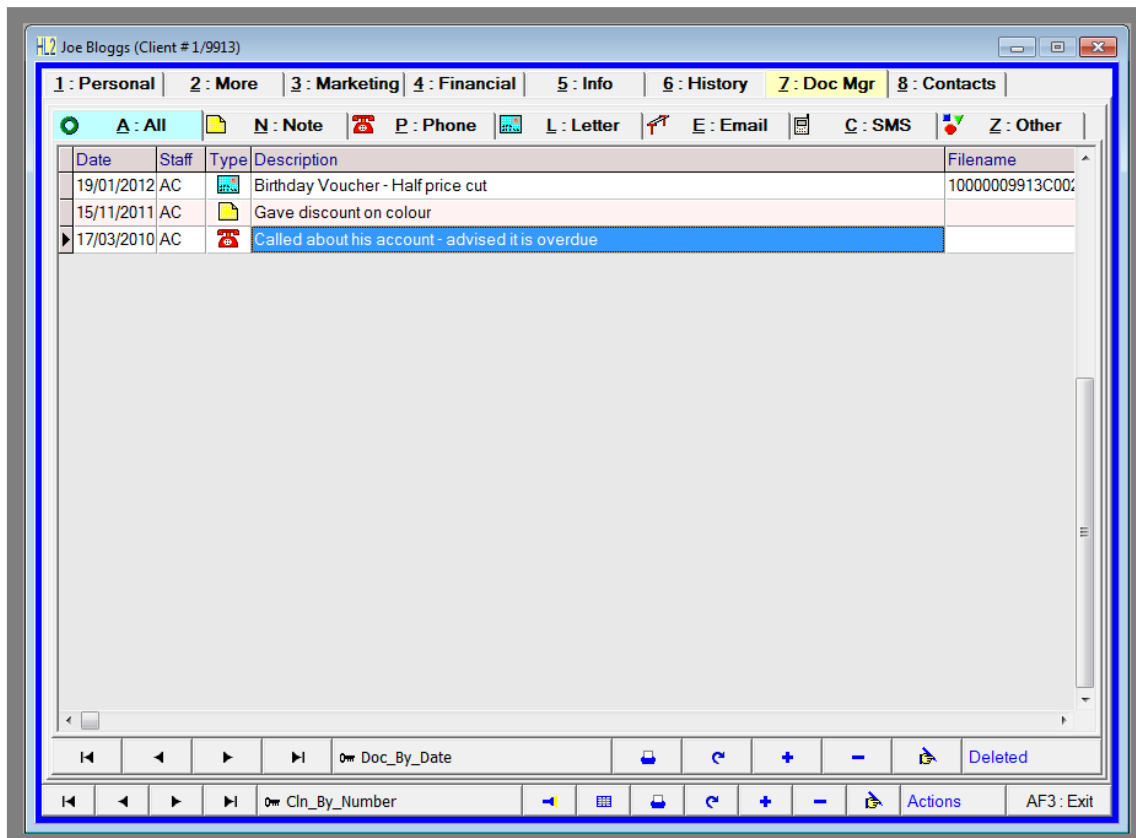 HL2 Joe Bloggs (Client # 1/9913)
1 : Personal 2 : More 3 : Marketing 4 : Financial 5 : Info 6 : History 7 : Doc Mgr 8 : Contacts
A : All N : Note P : Phone L : Letter E : Email C : SMS Z : Other
Date Staff Type Description Filename
19/01/2012 AC Birthday Voucher - Half price cut 10000009913C002
15/11/2011 AC Gave discount on colour
17/03/2010 AC Called about his account - advised it is overdue
Doc_By_Date Deleted
Cln_By_Number Actions AF3 : Exit